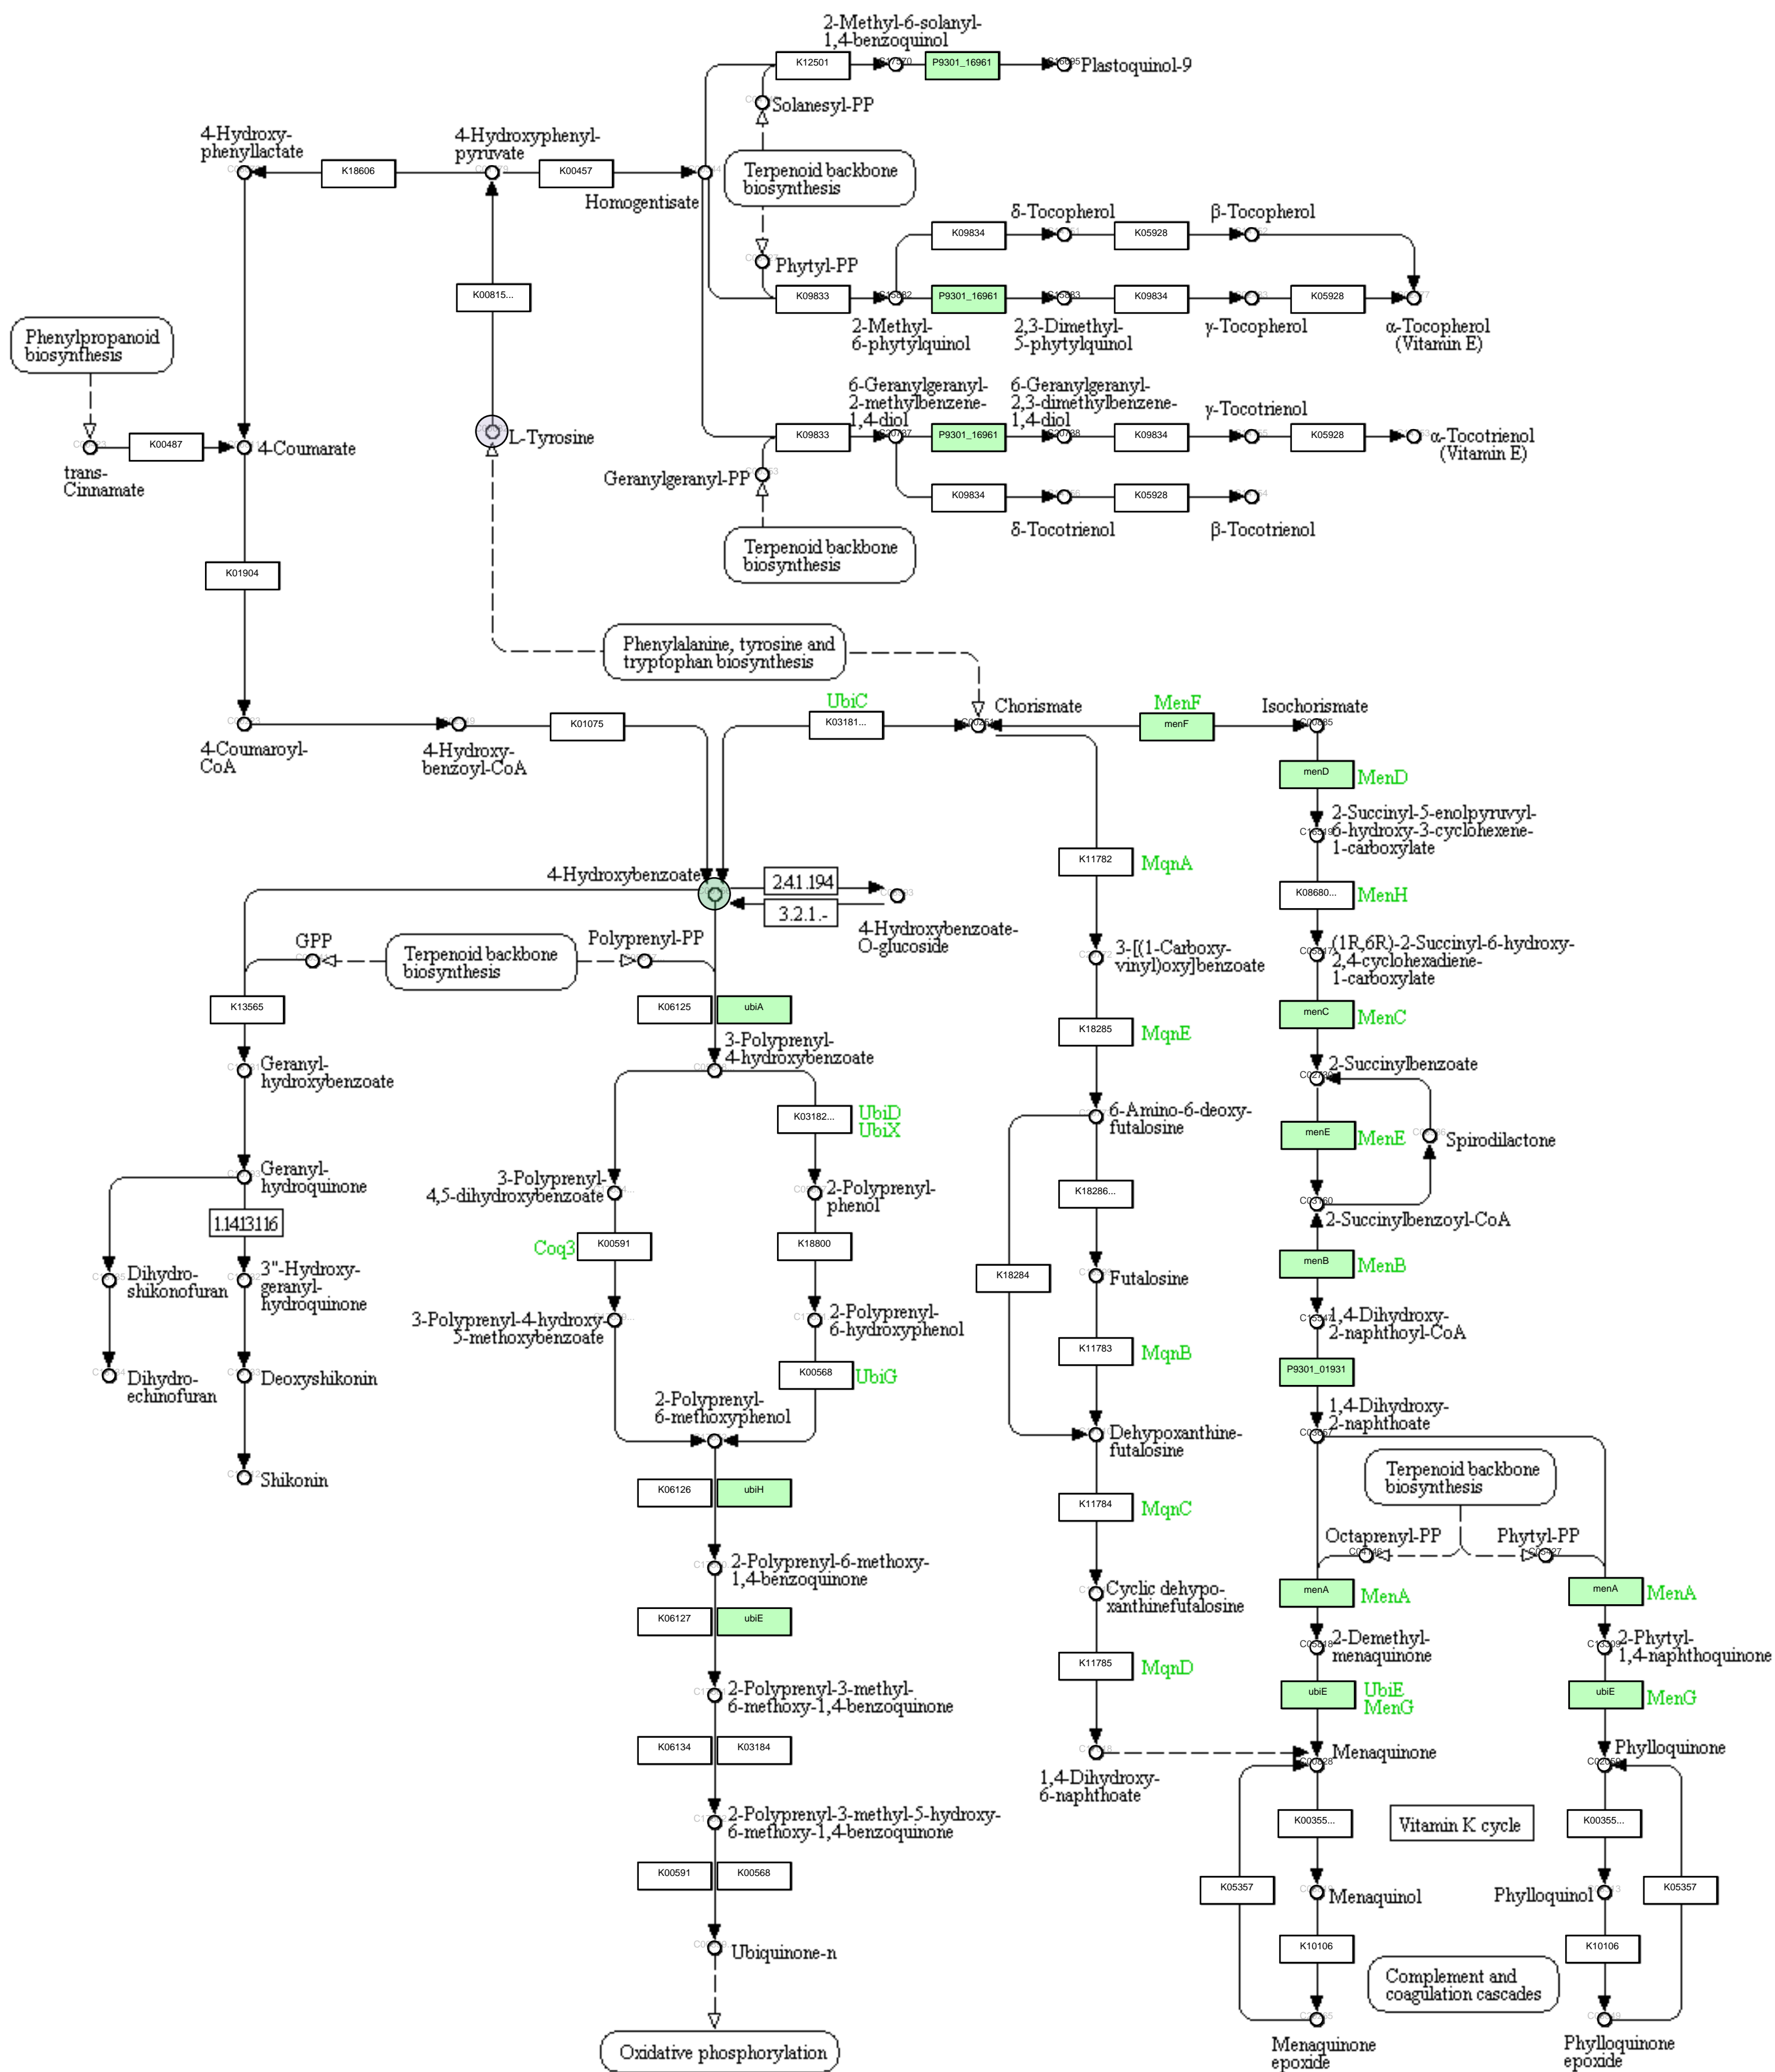 2-Methyl-6-solanyl-
1,4-benzoquinol
K12501
P9301_16961
Plastoquinol-9
Solanesyl-PP
4-Hydroxy-
phenyllactate
4-Hydroxyphenyl-
pyruvate
K18606
K00457
Homogentisate
Terpenoid backbone
biosynthesis
δ-Tocopherol
β-Tocopherol
K09834
K05928
Phytyl-PP
K00815...
K09833
P9301_16961
K09834
K05928
2-Methyl-
6-phytylquinol
2,3-Dimethyl-
5-phytylquinol
γ-Tocopherol
α-Tocopherol
(Vitamin E)
Phenylpropanoid
biosynthesis
6-Geranylgeranyl-
2-methylbenzene-
1,4-diol
6-Geranylgeranyl-
2,3-dimethylbenzene-
1,4-diol
γ-Tocotrienol
L-Tyrosine
K09833
P9301_16961
K09834
K05928
α-Tocotrienol
(Vitamin E)
K00487
4-Coumarate
trans-
Cinnamate
Geranylgeranyl-PP
K09834
K05928
δ-Tocotrienol
β-Tocotrienol
Terpenoid backbone
biosynthesis
K01904
Phenylalanine, tyrosine and
tryptophan biosynthesis
UbiC
Chorismate
MenF
Isochorismate
K01075
K03181...
C00251
menF
C00885
4-Coumaroyl-
CoA
4-Hydroxy-
benzoyl-CoA
menD
MenD
2-Succinyl-5-enolpyruvyl-
6-hydroxy-3-cyclohexene-
1-carboxylate
K11782
MqnA
4-Hydroxybenzoate
2.4.1.194
3.2.1.-
K08680...
MenH
4-Hydroxybenzoate-
O-glucoside
GPP
Terpenoid backbone
biosynthesis
Polyprenyl-PP
3-[(1-Carboxy-
vinyl)oxy]benzoate
(1R,6R)-2-Succinyl-6-hydroxy-
2,4-cyclohexadiene-
1-carboxylate
K13565
K06125
ubiA
menC
MenC
K18285
MqnE
3-Polyprenyl-
4-hydroxybenzoate
Geranyl-
hydroxybenzoate
2-Succinylbenzoate
K03182...
UbiD
UbiX
6-Amino-6-deoxy-
futalosine
menE
MenE
Spirodilactone
Geranyl-
hydroquinone
3-Polyprenyl-
4,5-dihydroxybenzoate
2-Polyprenyl-
phenol
K18286...
C03160
2-Succinylbenzoyl-CoA
1.14.13.116
Coq3
K00591
K18800
menB
MenB
K18284
Futalosine
Dihydro-
shikonofuran
3"-Hydroxy-
geranyl-
hydroquinone
3-Polyprenyl-4-hydroxy-
5-methoxybenzoate
2-Polyprenyl-
6-hydroxyphenol
1,4-Dihydroxy-
2-naphthoyl-CoA
K11783
MqnB
Dihydro-
echinofuran
Deoxyshikonin
K00568
UbiG
P9301_01931
2-Polyprenyl-
6-methoxyphenol
1,4-Dihydroxy-
2-naphthoate
C03657
Dehypoxanthine-
futalosine
Shikonin
Terpenoid backbone
biosynthesis
K06126
ubiH
K11784
MqnC
Octaprenyl-PP
Phytyl-PP
C04146
C05427
2-Polyprenyl-6-methoxy-
1,4-benzoquinone
Cyclic dehypo-
xanthinefutalosine
menA
MenA
menA
MenA
K06127
ubiE
C05818
2-Demethyl-
menaquinone
C13309
2-Phytyl-
1,4-naphthoquinone
K11785
MqnD
2-Polyprenyl-3-methyl-
6-methoxy-1,4-benzoquinone
ubiE
UbiE
MenG
ubiE
MenG
K06134
K03184
Menaquinone
C00828
Phylloquinone
C02059
1,4-Dihydroxy-
6-naphthoate
2-Polyprenyl-3-methyl-5-hydroxy-
6-methoxy-1,4-benzoquinone
K00355...
Vitamin K cycle
K00355...
K00591
K00568
K05357
Menaquinol
Phylloquinol
K05357
Ubiquinone-n
K10106
K10106
Complement and
coagulation cascades
Oxidative phosphorylation
Menaquinone
epoxide
Phylloquinone
epoxide